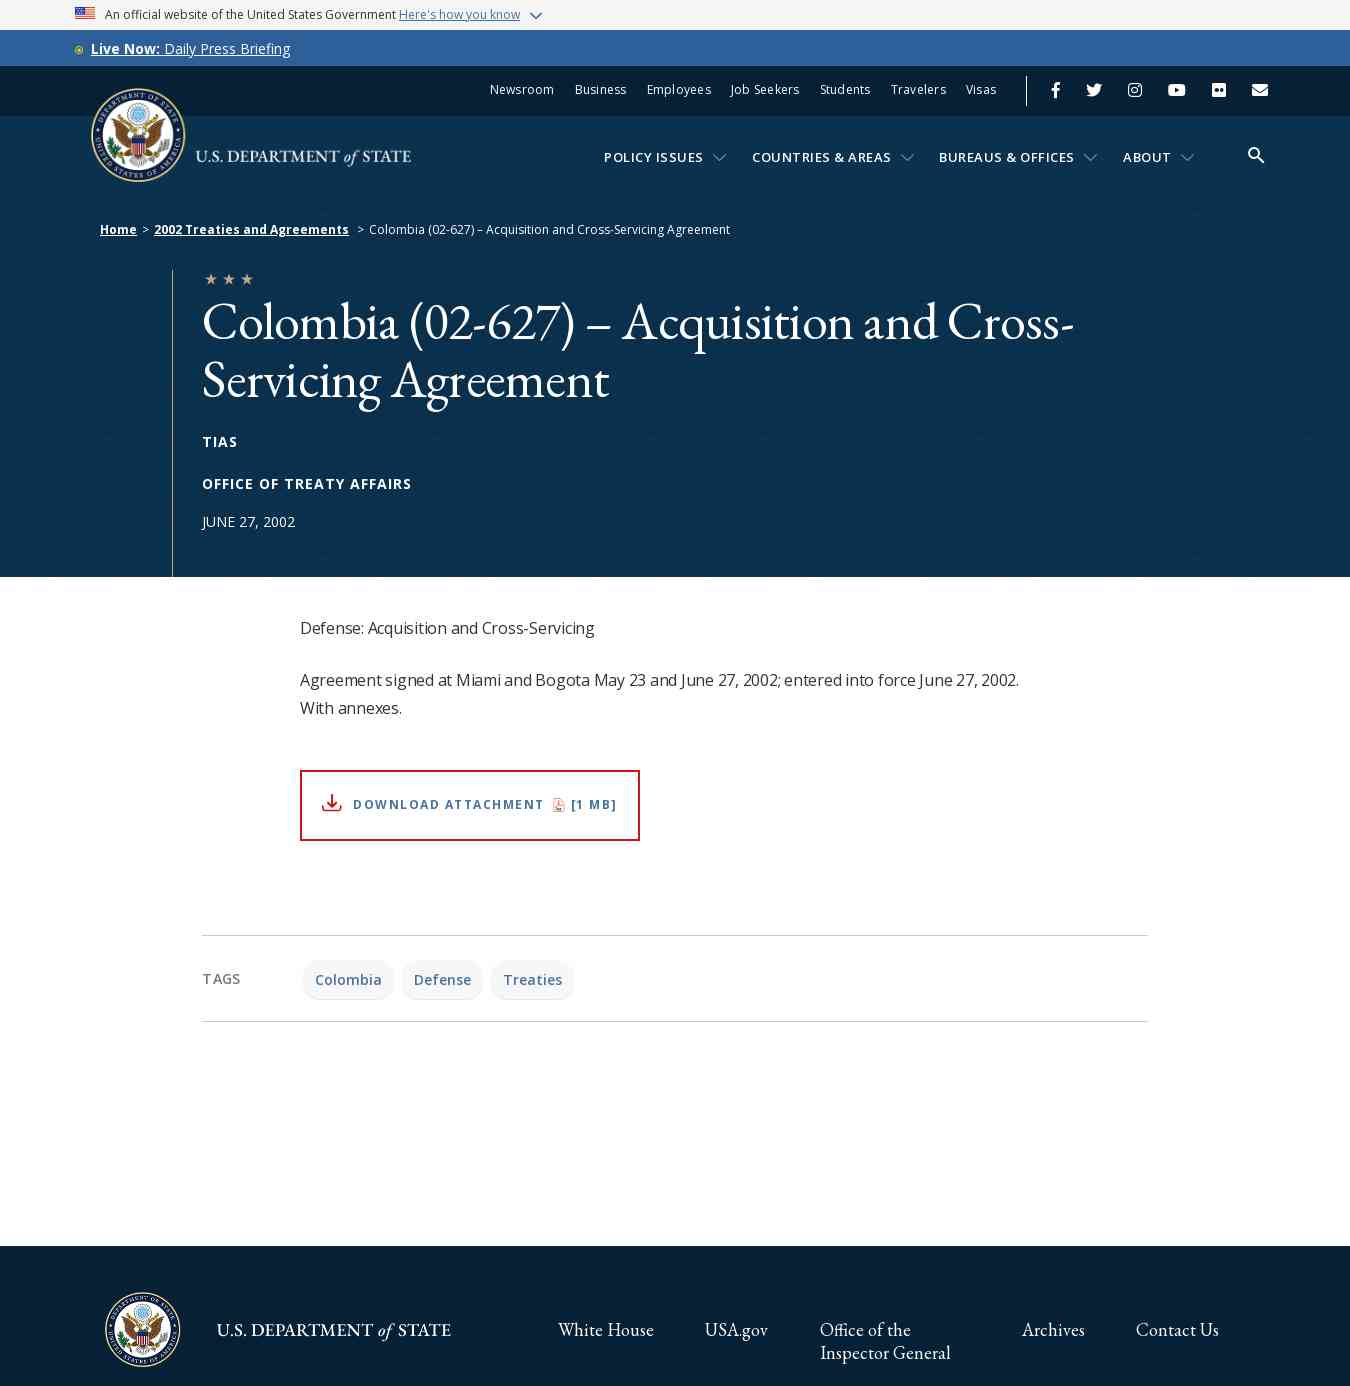 An official website of the United States Government Here's how you know
Live Now: Daily Press Briefing
Newsroom Business Employees Job Seekers Students Travelers Visas
U.S. DEPARTMENT of STATE
POLICY ISSUES COUNTRIES & AREAS BUREAUS & OFFICES ABOUT
Home > 2002 Treaties and Agreements > Colombia (02-627) – Acquisition and Cross-Servicing Agreement
Colombia (02-627) – Acquisition and Cross-
Servicing Agreement
TIAS
OFFICE OF TREATY AFFAIRS
JUNE 27, 2002
Defense: Acquisition and Cross-Servicing
Agreement signed at Miami and Bogota May 23 and June 27, 2002; entered into force June 27, 2002.
With annexes.
DOWNLOAD ATTACHMENT [1 MB]
TAGS Colombia Defense Treaties
U.S. DEPARTMENT of STATE
White House USA.gov Office of the Archives Contact Us
Inspector General